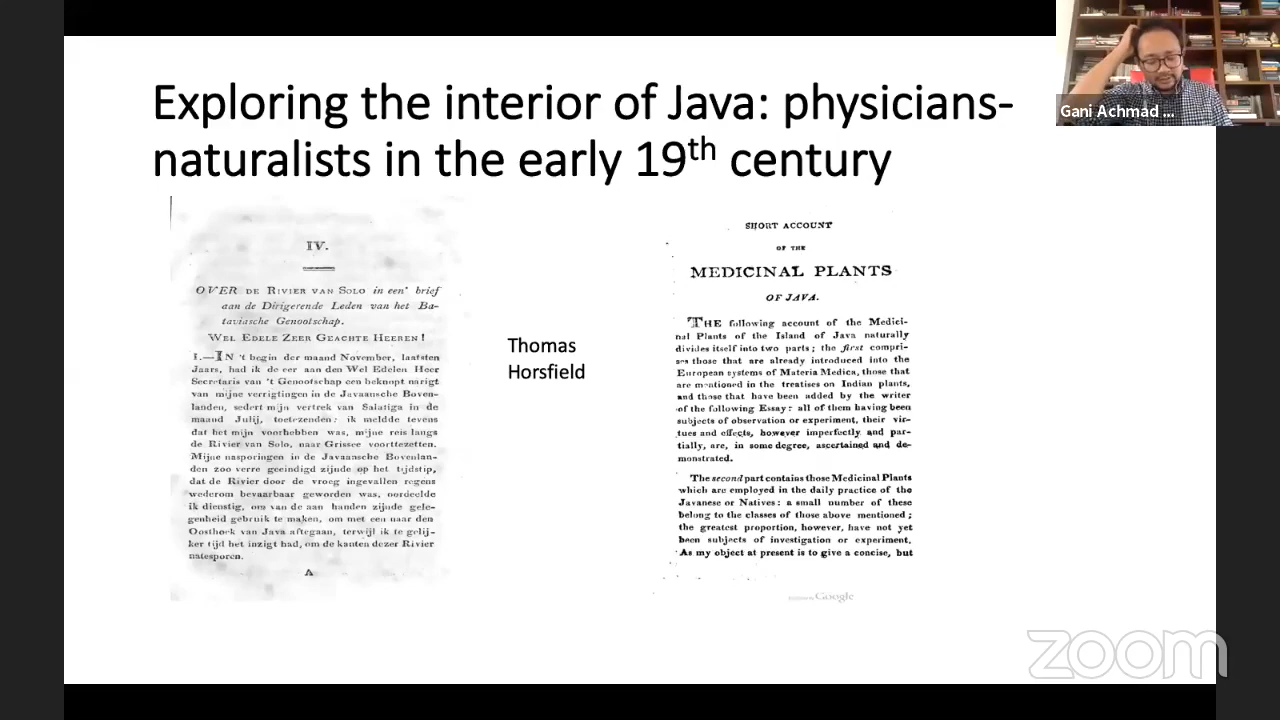 Exploring the interior of Java: physicians-
naturalists in the early 19th century
Gani Achmad ...
IV.
OVER DE RIVIER VAN SOLO in een' brief
aan de Dirigerende Leden van het Ba-
taviasche Genootschap.
WEL EDELE ZEER GEACHTE HEEREN!
I.—IN 't begin der maand November, laatsten
Jaars, had ik de eer aan den Wel Edelen Heer
Secretaris van 't Genootschap een beknopt narigt
van mijne verrigtingen in de Javaansche Boven-
landen, sedert mijn vertrek van Salatiga in de
maand Julij, toetezenden: ik meldde tevens
dat het mijn voorhebben was, mijne reis langs
de Rivier van Solo, naar Grissee voorttezetten.
Mijne nasporingen in de Javaansche Bovenlan-
den zoo verre geeindigd zijnde op het tijdstip,
dat de Rivier door de vroeg ingevallen regens
wederom bevaarbaar geworden was, oordeelde
ik dienstig, om van de aan handen zijnde gele-
genheid gebruik te maken, om met een naar den
Oosthoek van Java aftegaan, terwijl ik te gelij-
ker tijd het inzigt had, om de kanten dezer Rivier
natesporen.
A
Thomas
Horsfield
SHORT ACCOUNT
OF THE
MEDICINAL PLANTS
OF JAVA.
THE following account of the Medici-
nal Plants of the Island of Java naturally
divides itself into two parts; the first compri-
ses those that are already introduced into the
European systems of Materia Medica, those that
are mentioned in the treatises on Indian plants,
and those that have been added by the writer
of the following Essay: all of them having been
subjects of observation or experiment, their vir-
tues and effects, however imperfectly and par-
tially, are, in some degree, ascertained and de-
monstrated.
The second part contains those Medicinal Plants
which are employed in the daily practice of the
Javanese or Natives: a small number of these
belong to the classes of those above mentioned;
the greatest proportion, however, have not yet
been subjects of investigation or experiment.
As my object at present is to give a concise, but
Google
zoom